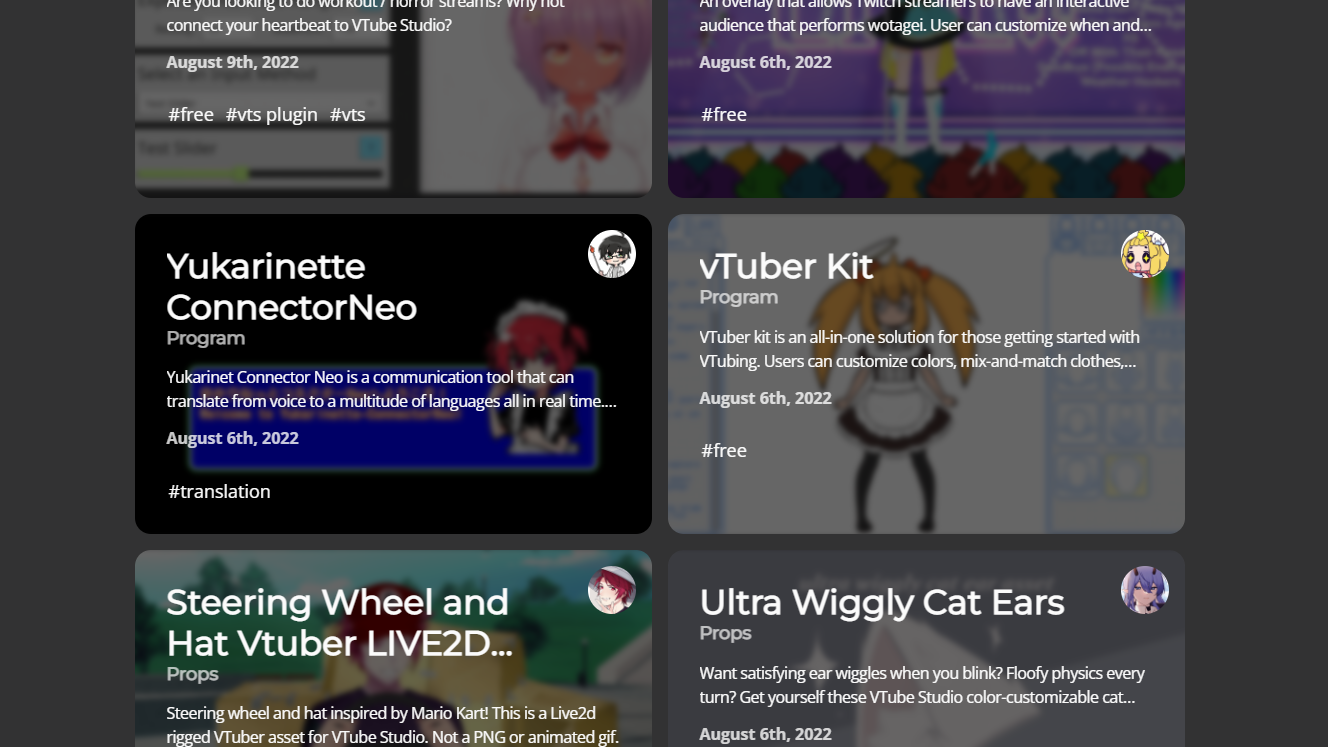 Are you looking to do workout / horror streams? Why not
connect your heartbeat to VTube Studio?
August 9th, 2022
#free #vts plugin #vts
Test Slider
An overlay that allows Twitch streamers to have an interactive
audience that performs wotagei. User can customize when and...
August 6th, 2022
#free
Yukarinette
ConnectorNeo
Program
Yukarinet Connector Neo is a communication tool that can
translate from voice to a multitude of languages all in real time....
August 6th, 2022
#translation
vTuber Kit
Program
VTuber kit is an all-in-one solution for those getting started with
VTubing. Users can customize colors, mix-and-match clothes,...
August 6th, 2022
#free
Steering Wheel and
Hat Vtuber LIVE2D...
Props
Steering wheel and hat inspired by Mario Kart! This is a Live2d
rigged VTuber asset for VTube Studio. Not a PNG or animated gif.
Ultra Wiggly Cat Ears
Props
Want satisfying ear wiggles when you blink? Floofy physics every
turn? Get yourself these VTube Studio color-customizable cat...
August 6th, 2022